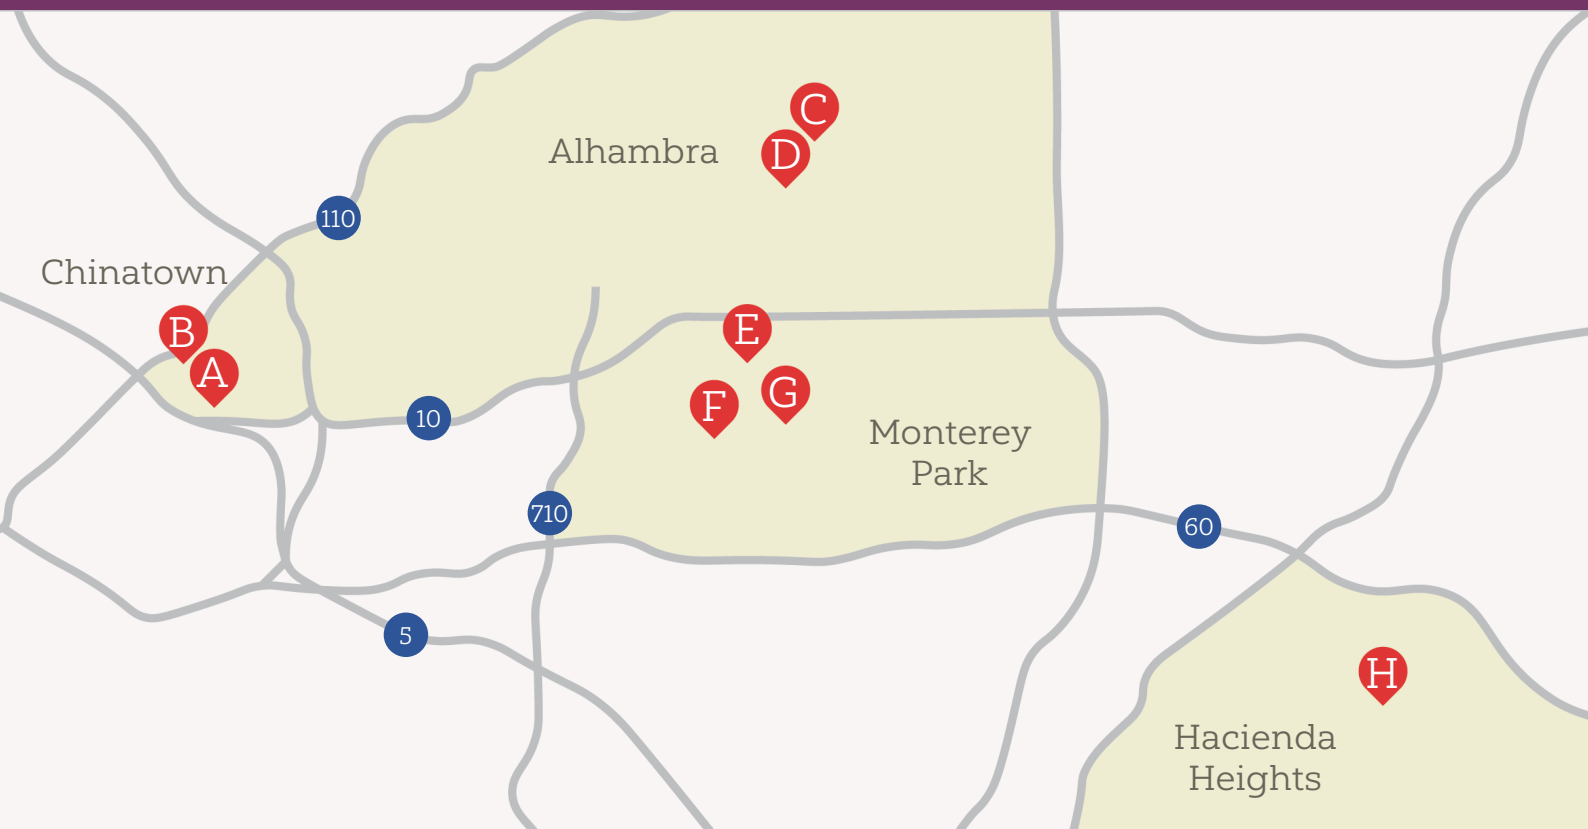 C
Alhambra
D
110
Chinatown
B
E
A
G
F
10
Monterey
Park
710
60
5
H
Hacienda
Heights